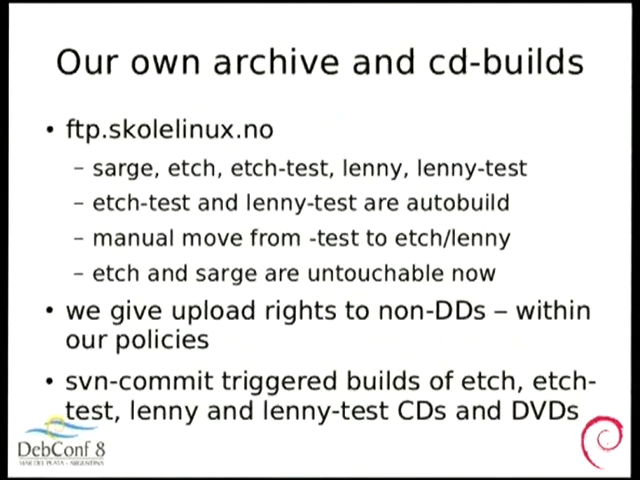 Our own archive and cd-builds
• ftp.skolelinux.no
– sarge, etch, etch-test, lenny, lenny-test
– etch-test and lenny-test are autobuild
– manual move from -test to etch/lenny
– etch and sarge are untouchable now
• we give upload rights to non-DDs – within
our policies
• svn-commit triggered builds of etch, etch-
test, lenny and lenny-test CDs and DVDs
DebConf 8
MAR DEL PLATA - ARGENTINA